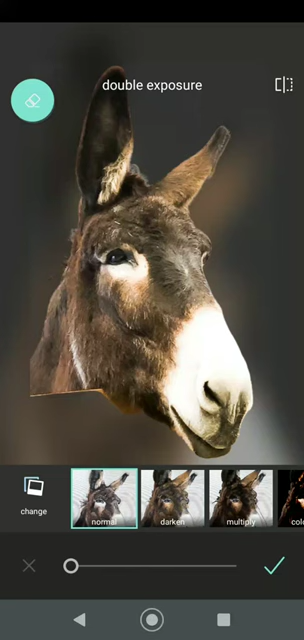 double exposure
change
normal
darken
multiply